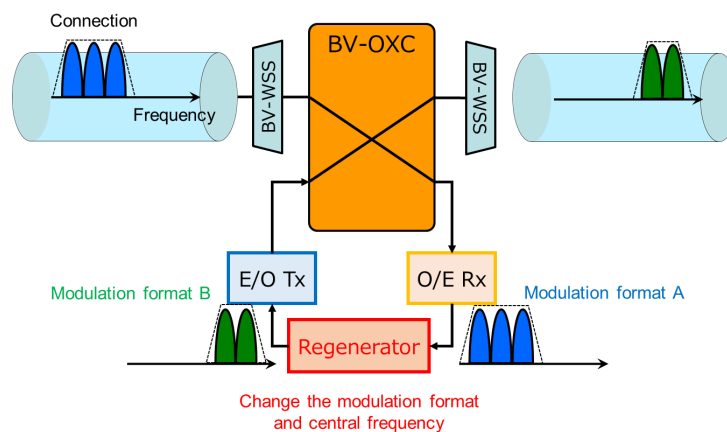 Connection
BV-OXC
BV-WSS
BV-WSS
Frequency
E/O Tx
O/E Rx
Modulation format B
Modulation format A
Regenerator
Change the modulation format
and central frequency